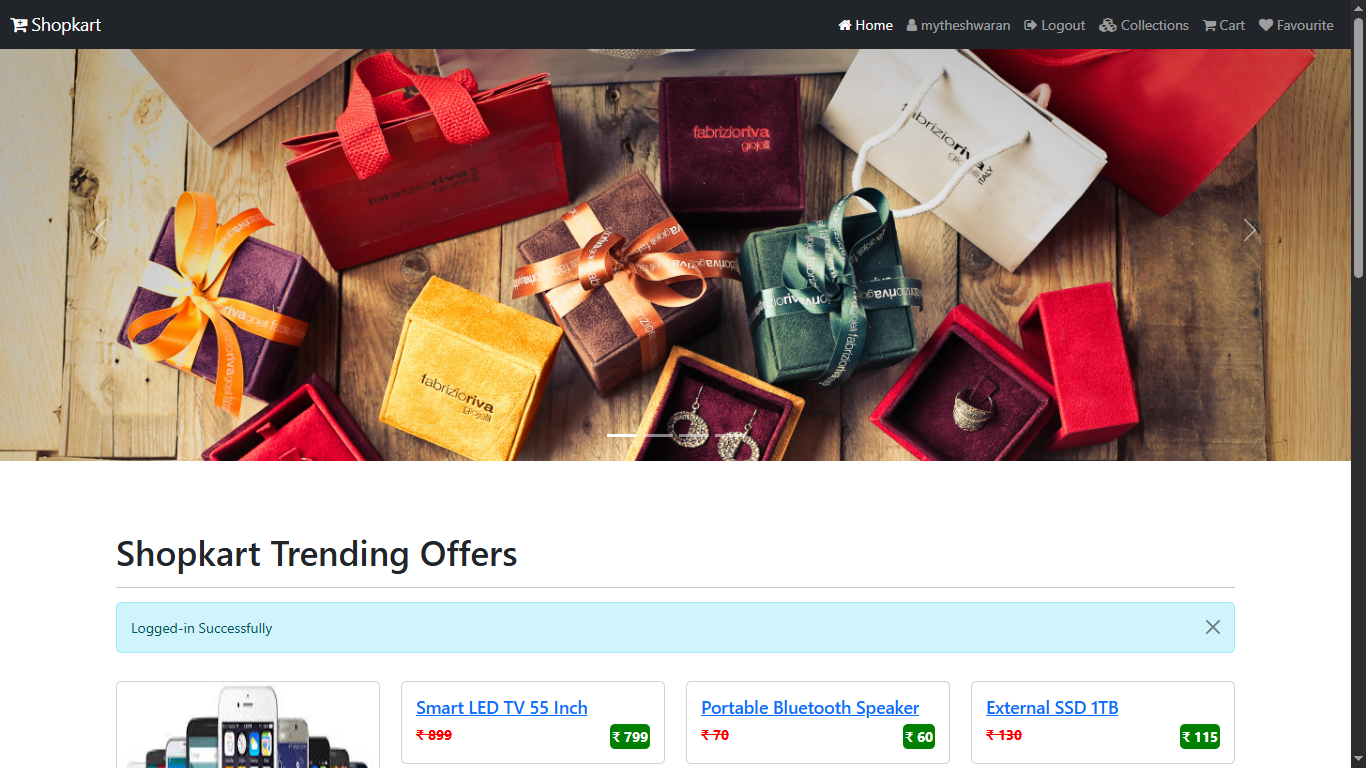 Shopkart
Home
mytheshwaran
Logout
Collections
Cart
Favourite
fabrizioriva
gioielli
fabrizioriva
gioielli
fabrizioriva
gioielli
ITALY
fabrizioriva
gioielli
Shopkart Trending Offers
Logged-in Successfully
Smart LED TV 55 Inch
₹ 899
₹ 799
Portable Bluetooth Speaker
₹ 70
₹ 60
External SSD 1TB
₹ 130
₹ 115